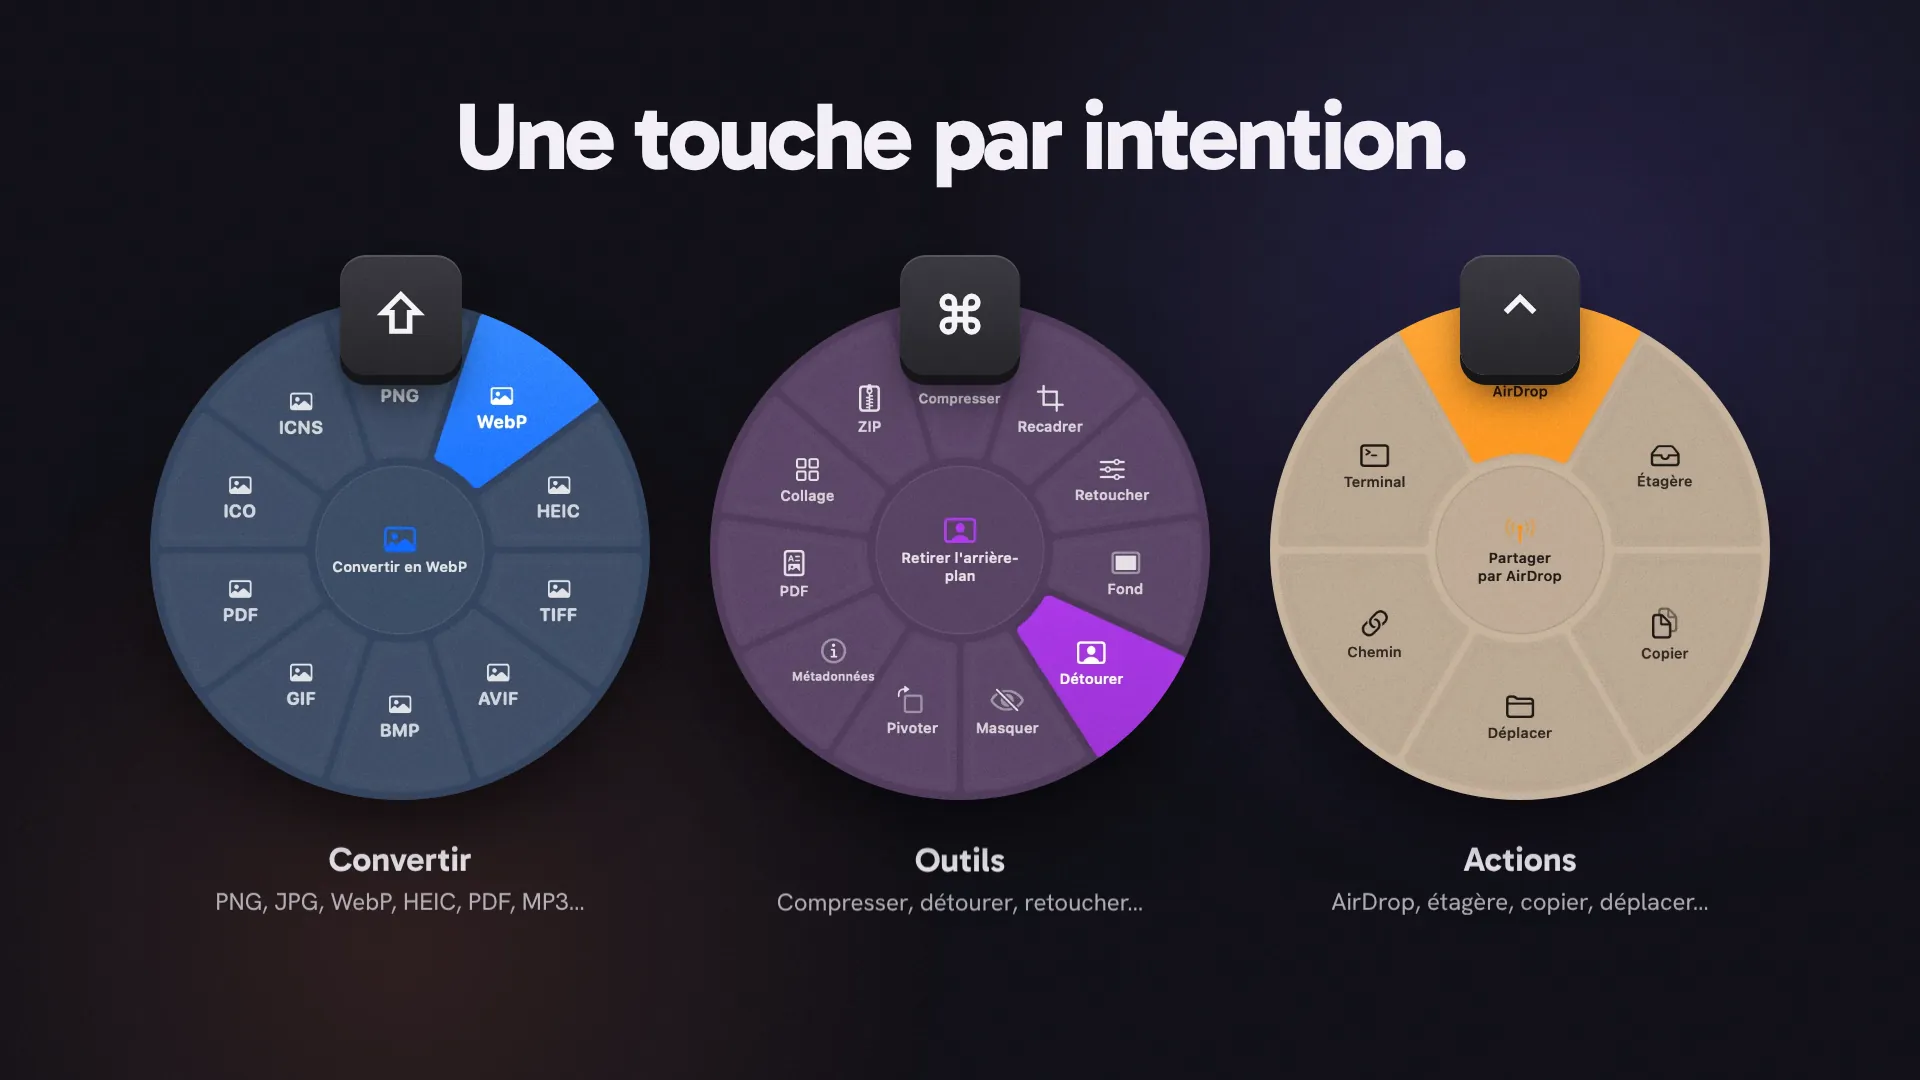 Une touche par intention.
PNG
WebP
HEIC
TIFF
AVIF
BMP
GIF
PDF
ICO
ICNS
Convertir en WebP
Compresser
Recadrer
Retoucher
Fond
Détourer
Masquer
Pivoter
Métadonnées
PDF
Collage
ZIP
Retirer l'arrière-
plan
AirDrop
Étagère
Copier
Déplacer
Chemin
Terminal
Partager
par AirDrop
Convertir
PNG, JPG, WebP, HEIC, PDF, MP3...
Outils
Compresser, détourer, retoucher...
Actions
AirDrop, étagère, copier, déplacer...